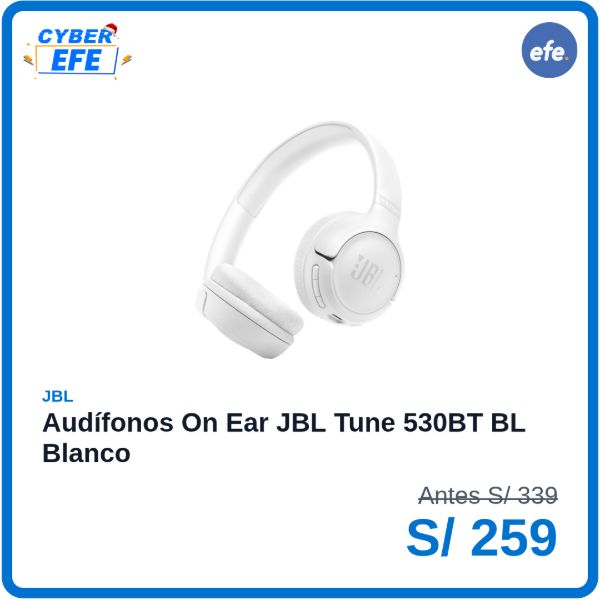 CYBER
EFE
efe.
JBL
JBL
Audífonos On Ear JBL Tune 530BT BL
Blanco
Antes S/ 339
S/ 259